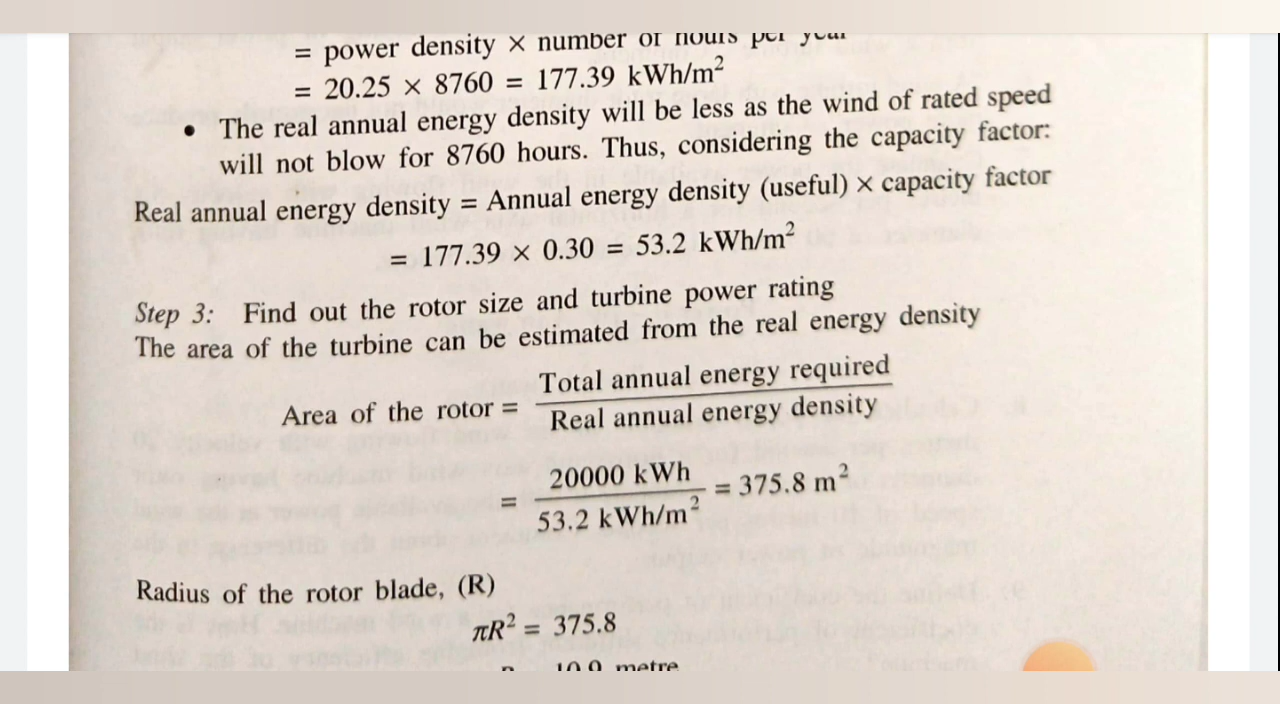 = power density × number of hours per year
= 20.25 × 8760 = 177.39 kWh/m²
• The real annual energy density will be less as the wind of rated speed
will not blow for 8760 hours. Thus, considering the capacity factor:
Real annual energy density = Annual energy density (useful) × capacity factor
= 177.39 × 0.30 = 53.2 kWh/m²
Step 3: Find out the rotor size and turbine power rating
The area of the turbine can be estimated from the real energy density
Area of the rotor = Total annual energy required
Real annual energy density
= 20000 kWh
53.2 kWh/m² = 375.8 m²
Radius of the rotor blade, (R)
πR² = 375.8
metre